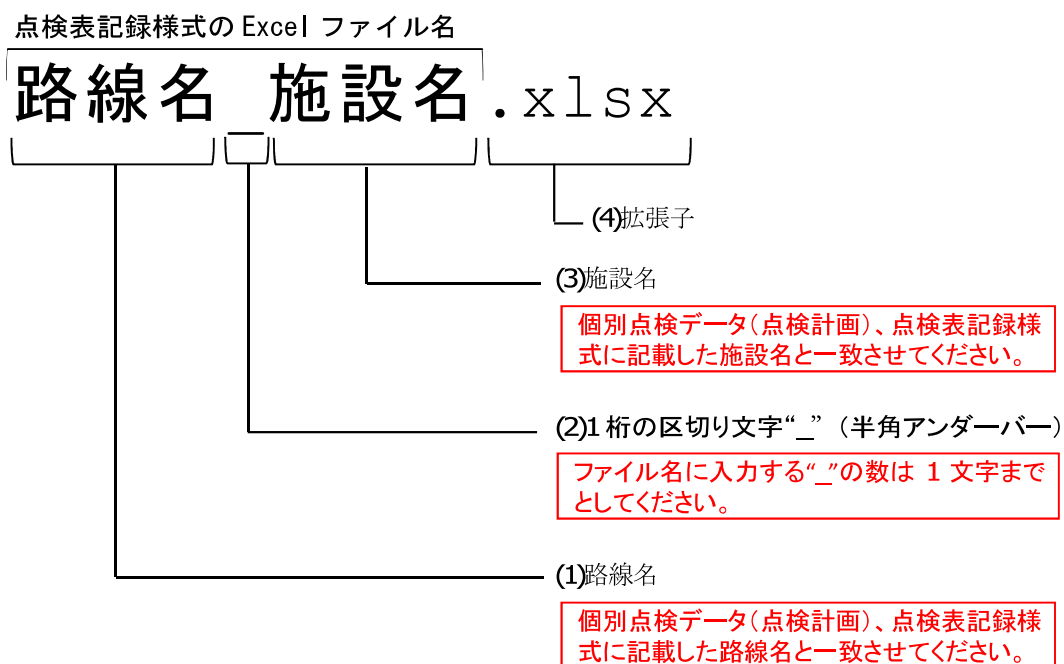 点検表記録様式の Excel ファイル名
路線名_施設名.xlsx
(4)拡張子
(3)施設名
個別点検データ(点検計画)、点検表記録様
式に記載した施設名と一致させてください。
(2)1 桁の区切り文字“_” (半角アンダーバー)
ファイル名に入力する“_”の数は 1 文字まで
としてください。
(1)路線名
個別点検データ(点検計画)、点検表記録様
式に記載した路線名と一致させてください。